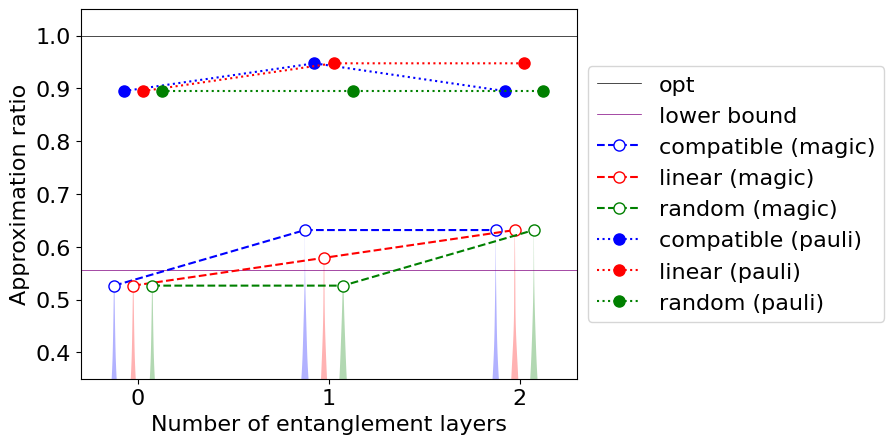 1.0
0.9
0.8
0.7
0.6
0.5
0.4
Approximation ratio
0 1 2
Number of entanglement layers
opt
lower bound
compatible (magic)
linear (magic)
random (magic)
compatible (pauli)
linear (pauli)
random (pauli)